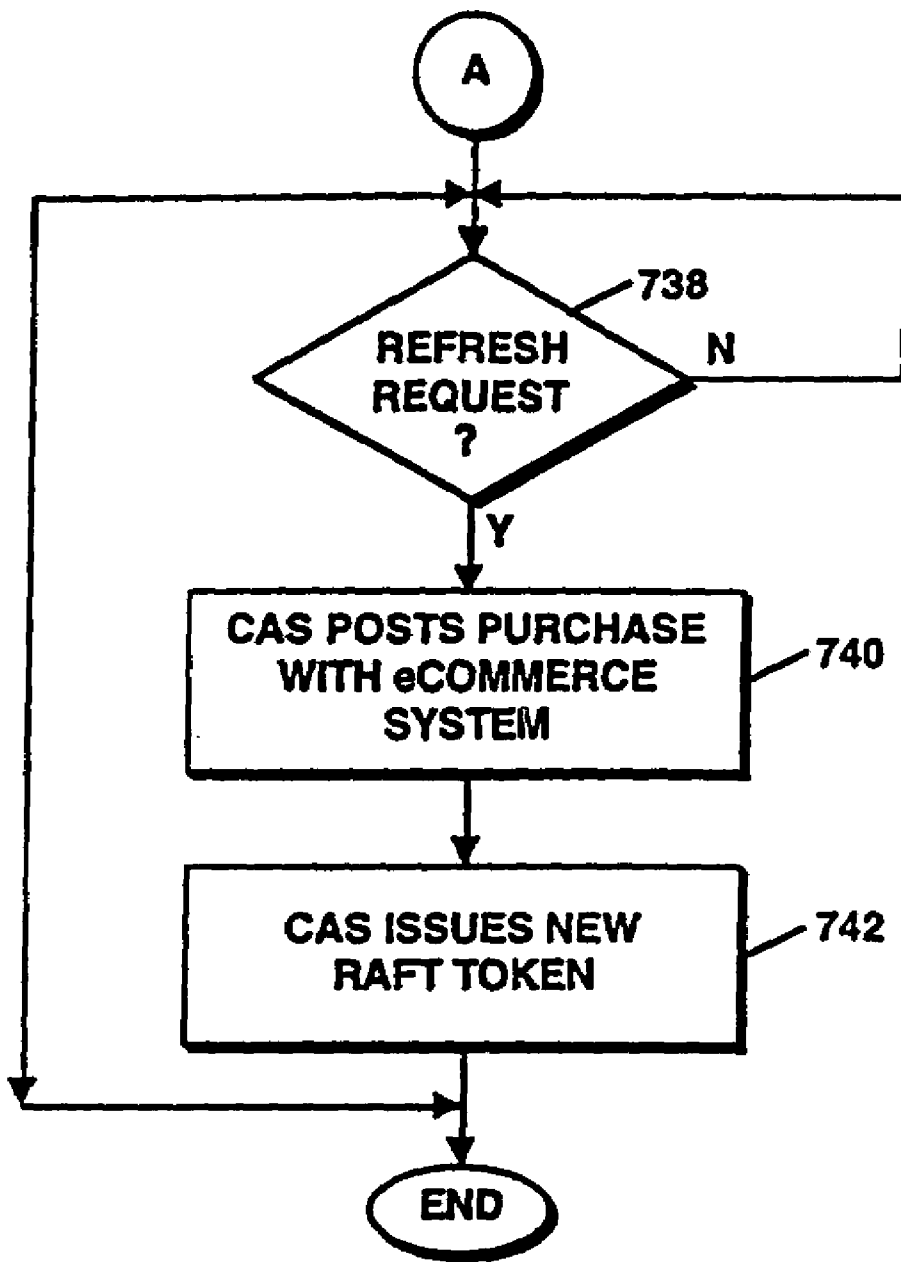 A
738
REFRESH
REQUEST
?
N
Y
CAS POSTS PURCHASE
WITH eCOMMERCE
SYSTEM
740
CAS ISSUES NEW
RAFT TOKEN
742
END